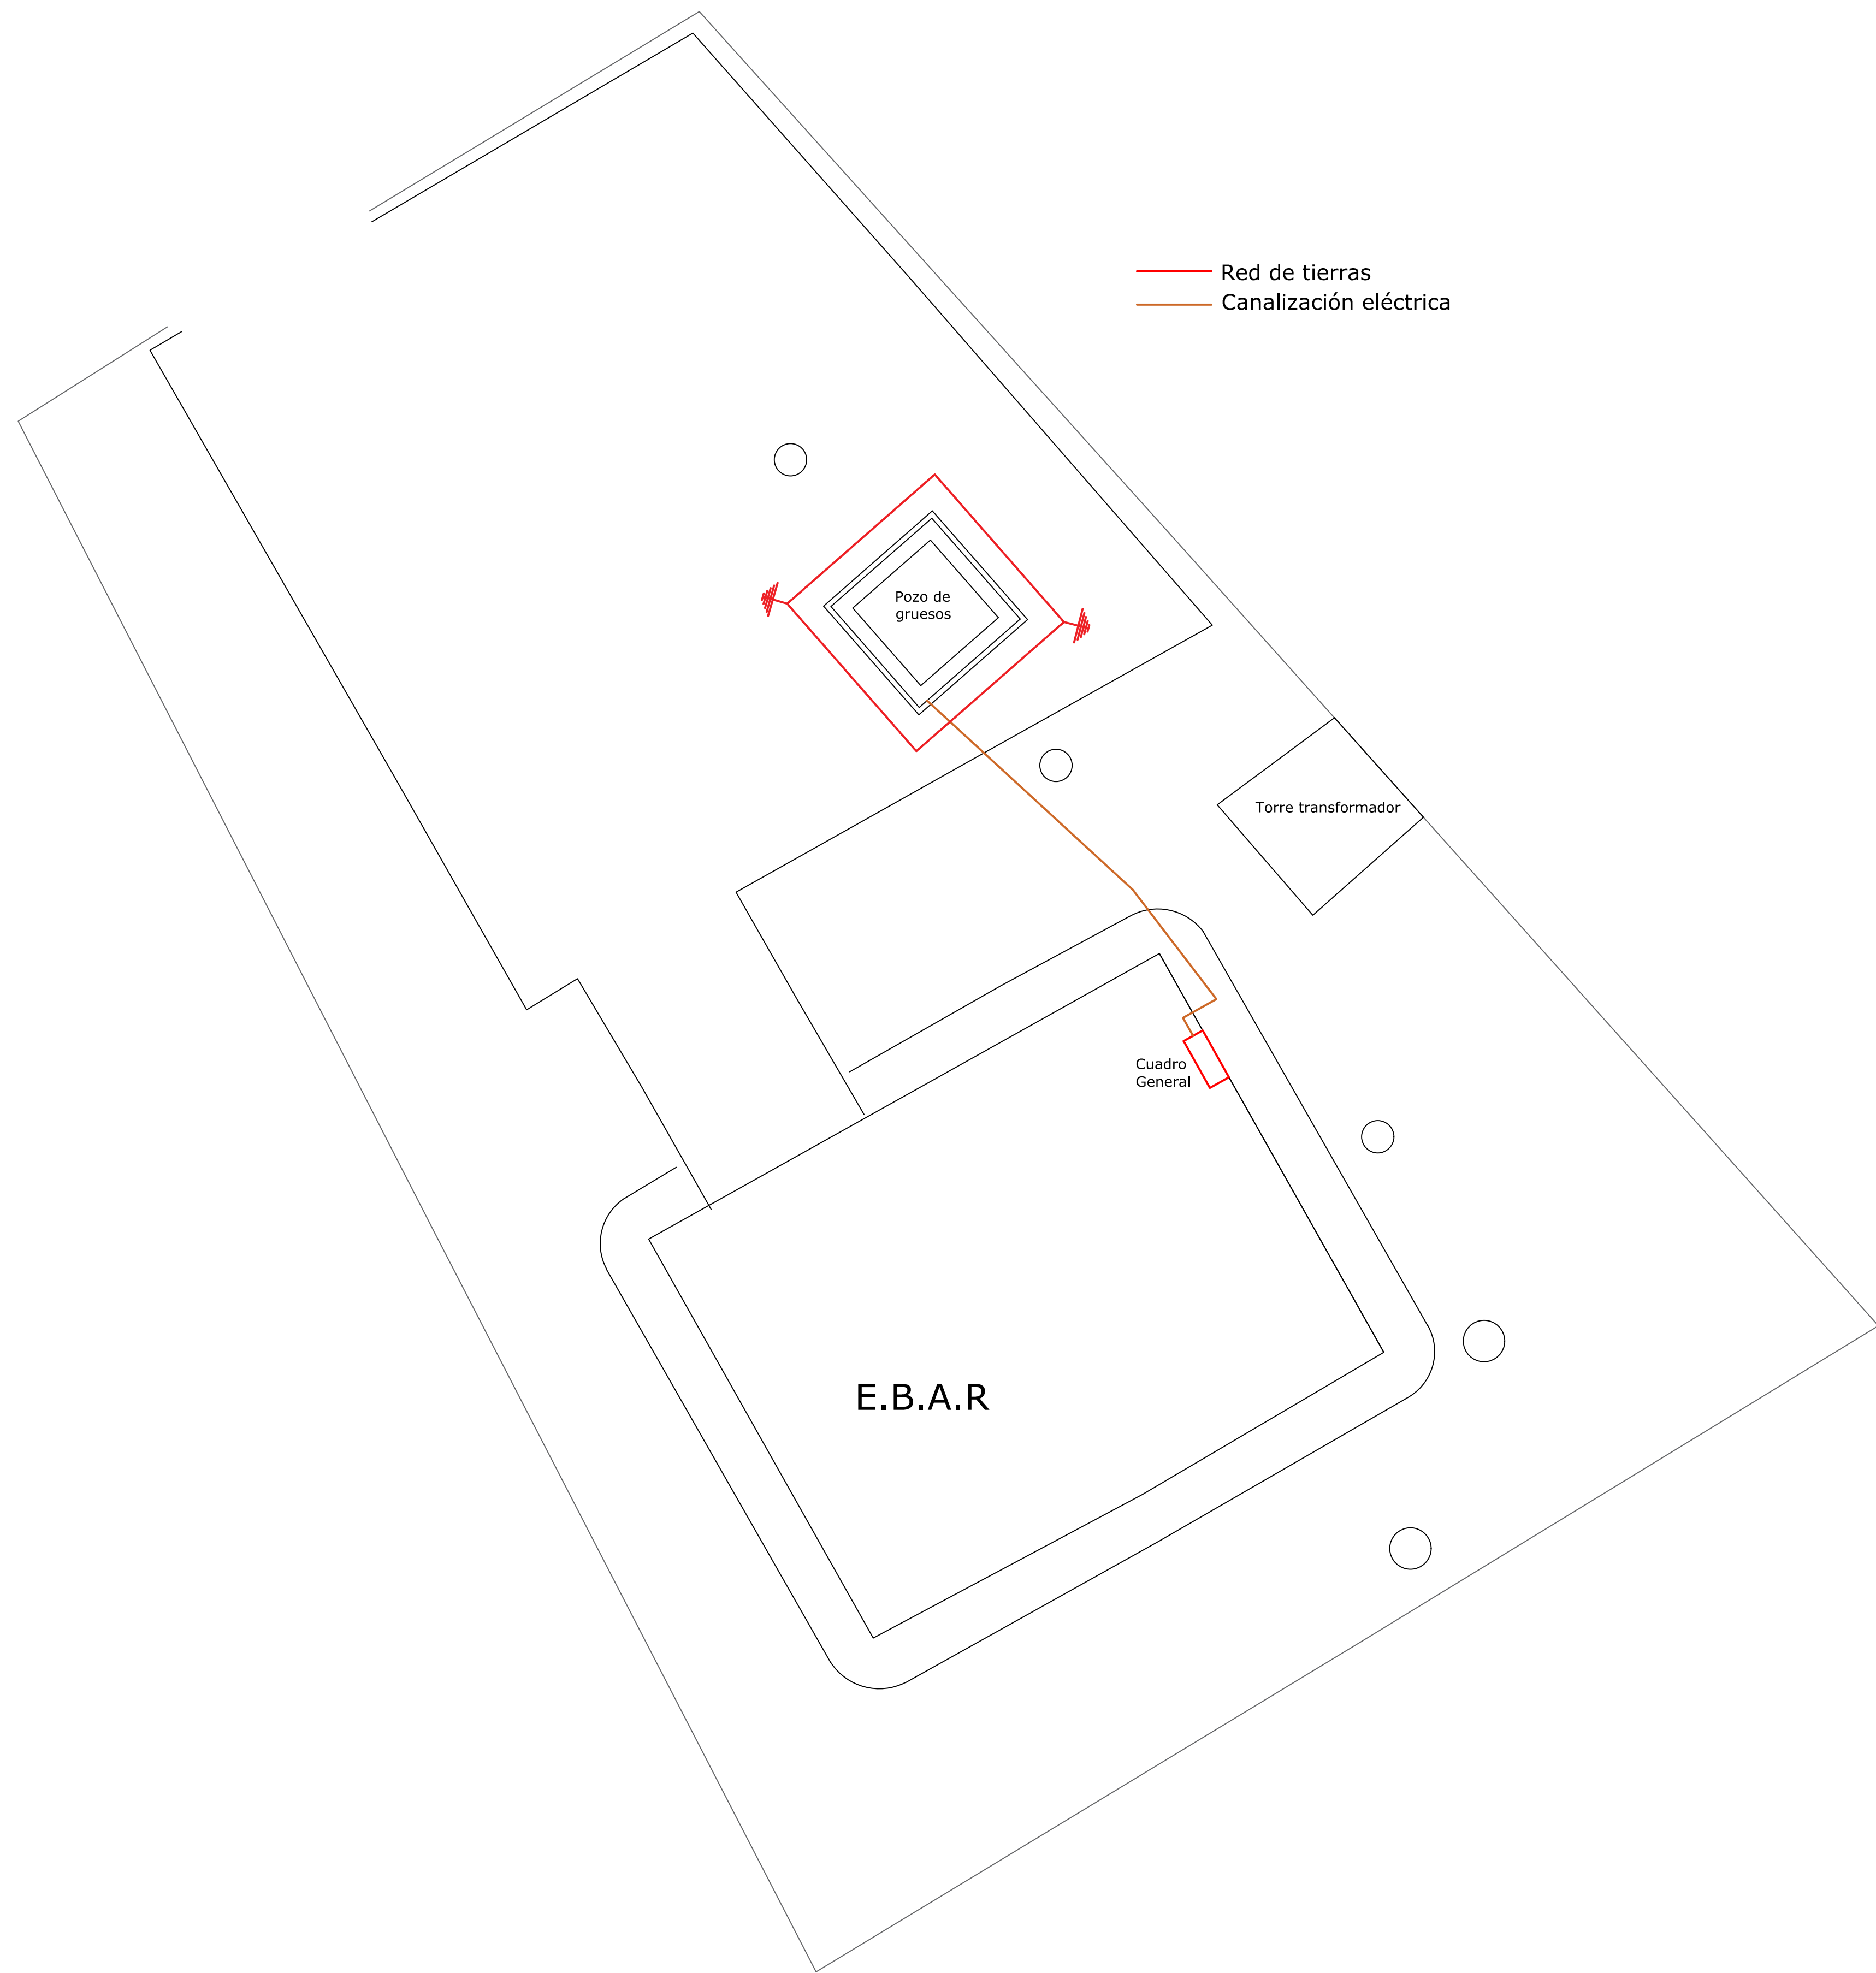 Red de tierras
Canalización eléctrica
Pozo de
gruesos
Torre transformador
Cuadro
General
E.B.A.R